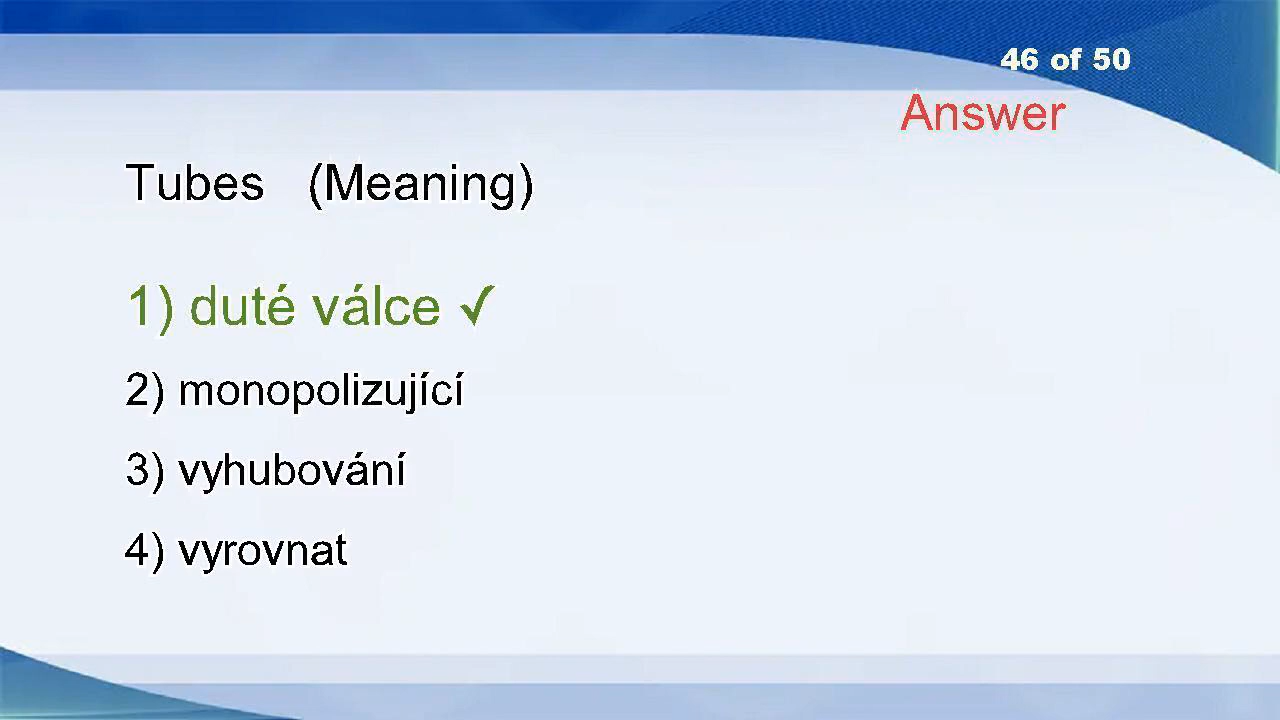 46 of 50
Answer
Tubes (Meaning)
1) duté válce ✓
2) monopolizující
3) vyhubování
4) vyrovnat